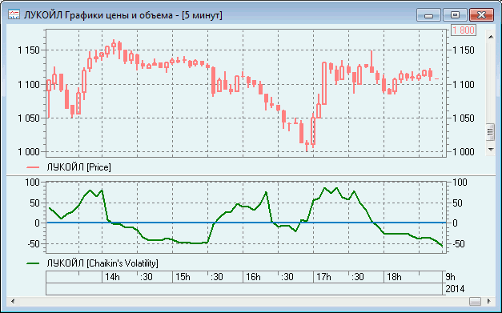 ЛУКОЙЛ Графики цены и объема - [5 минут]
1 800
1 150 1 150
1 100 1 100
1 050 1 050
1 000 1 000
ЛУКОЙЛ [Price]
100 100
50 50
0 0
-50 -50
ЛУКОЙЛ [Chaikin's Volatility]
14h :30 15h :30 16h :30 17h :30 18h 9h
2014